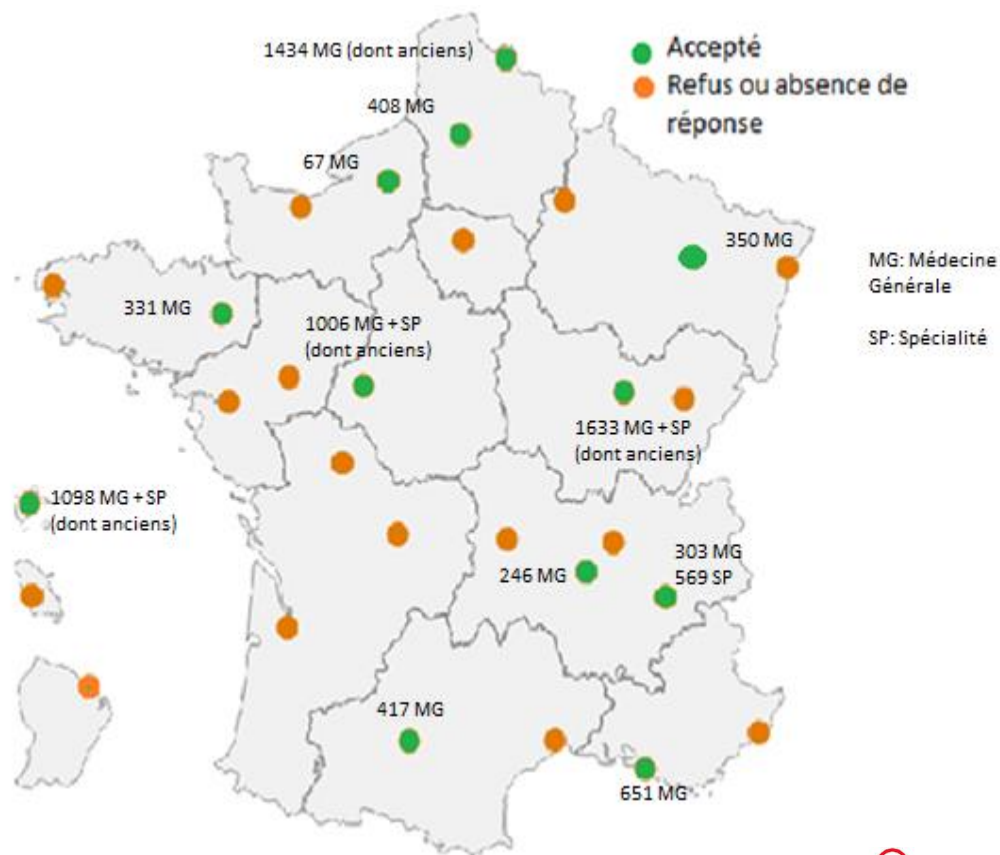 1434 MG (dont anciens)
Accepté
Refus ou absence de
réponse
408 MG
67 MG
350 MG
MG: Médecine
Générale
SP: Spécialité
331 MG
1006 MG + SP
(dont anciens)
1633 MG + SP
(dont anciens)
1098 MG + SP
(dont anciens)
246 MG
303 MG
569 SP
417 MG
651 MG